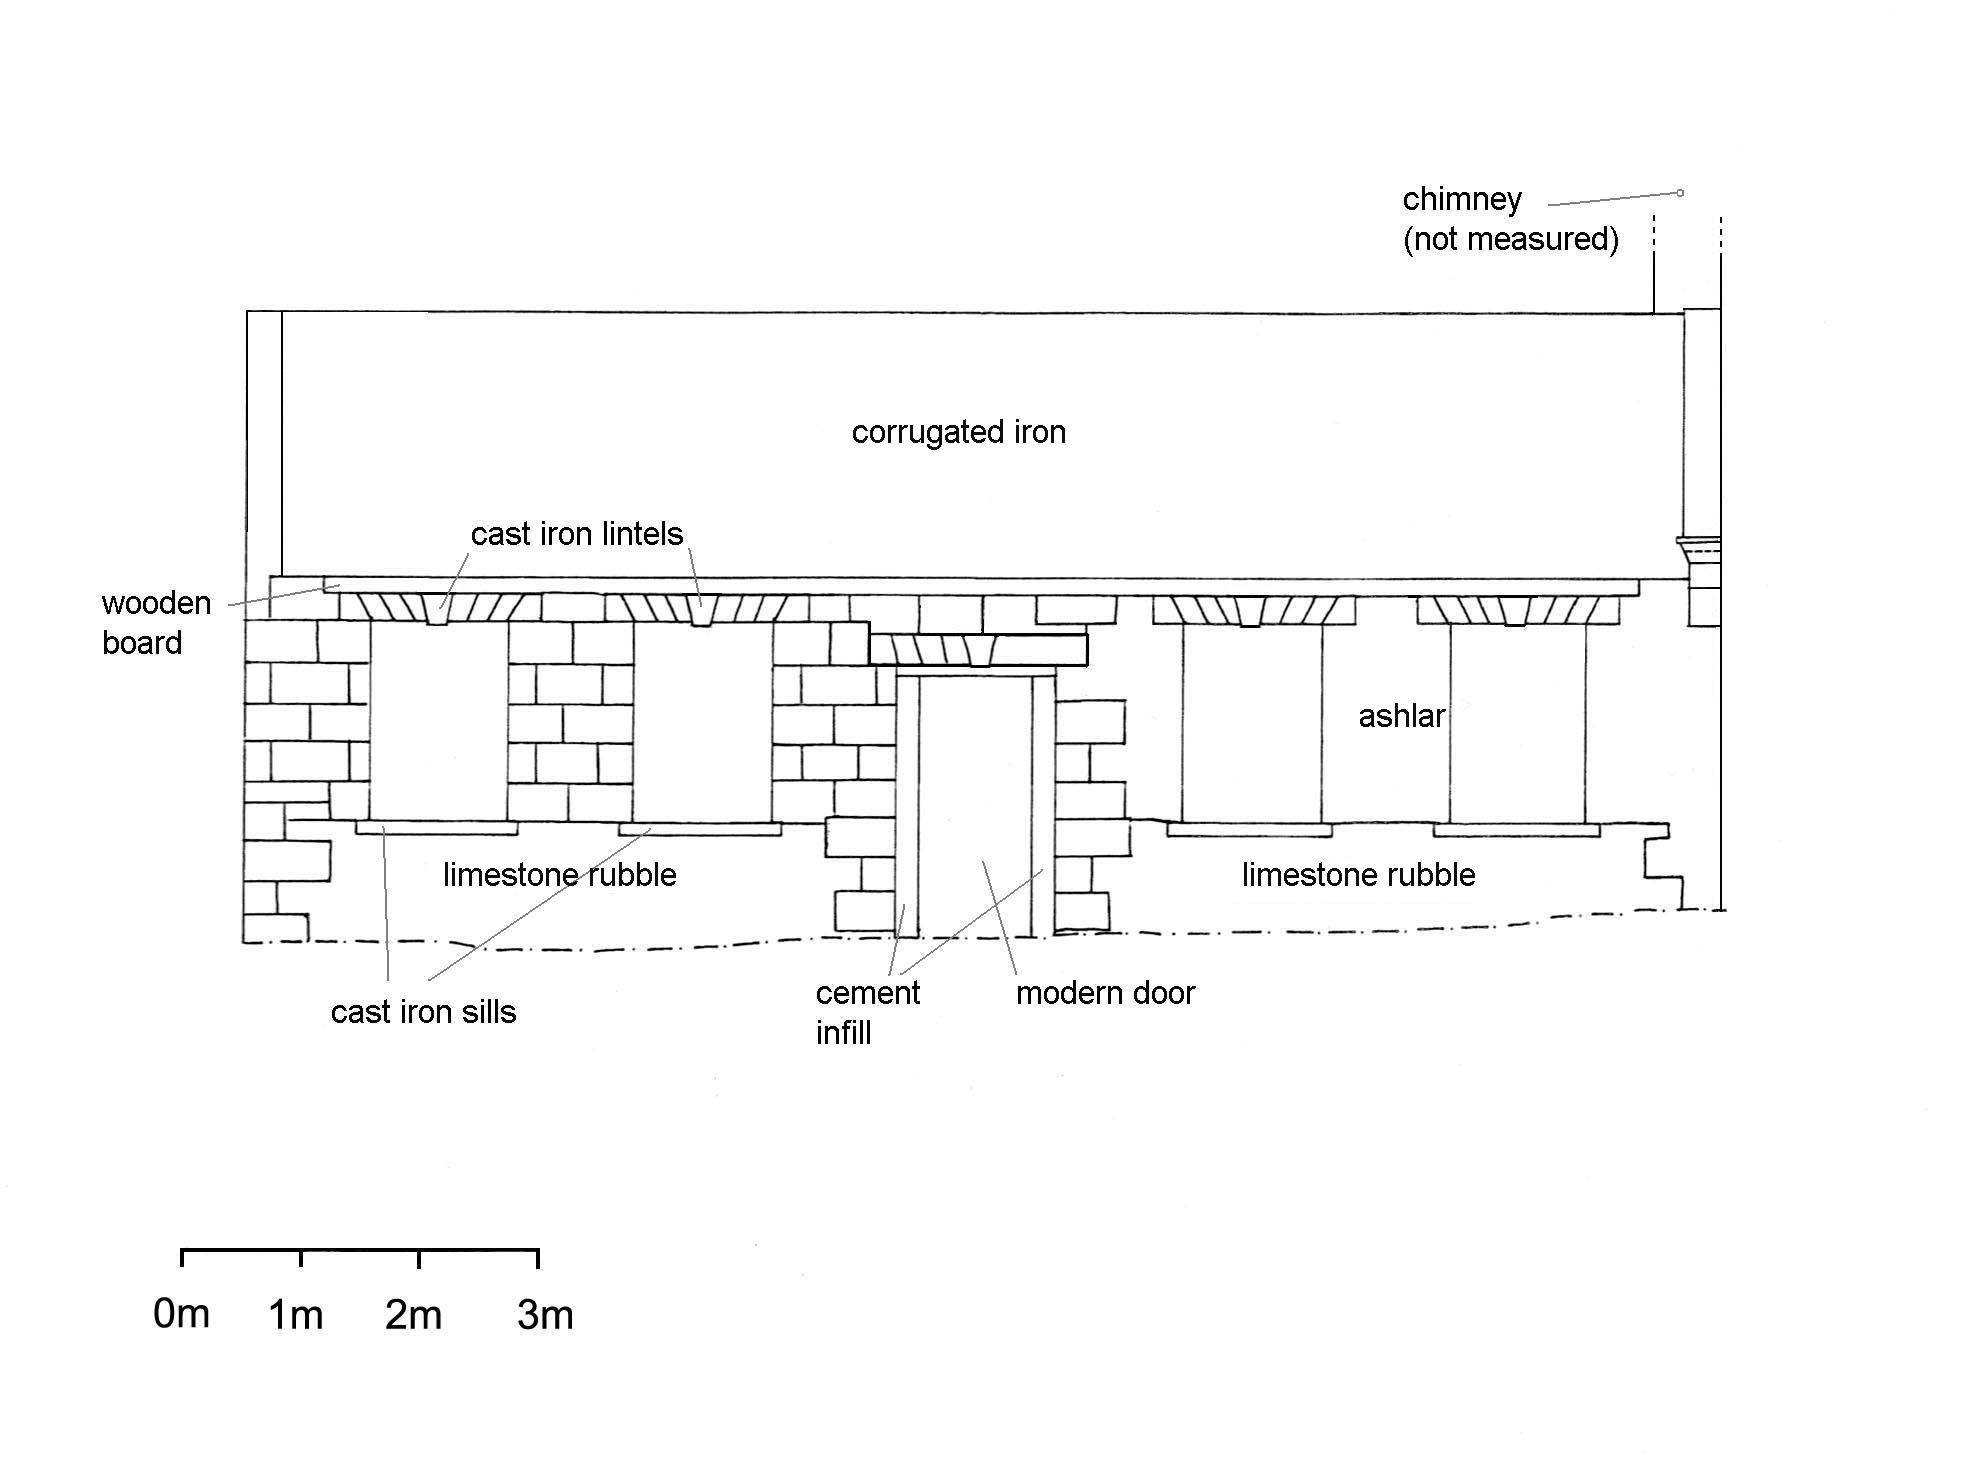 chimney
(not measured)
corrugated iron
cast iron lintels
wooden
board
ashlar
limestone rubble
limestone rubble
cast iron sills
cement
infill
modern door
0m 1m 2m 3m